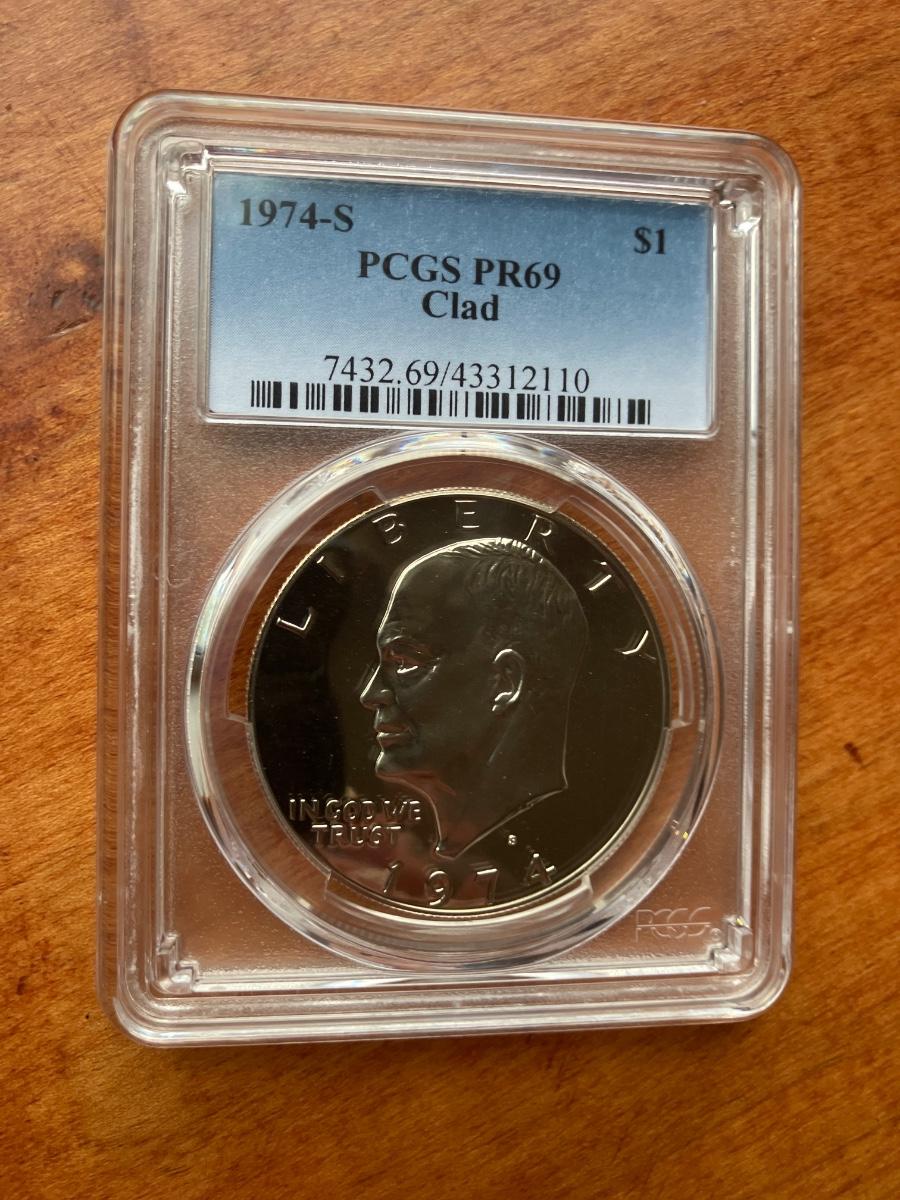 1974-S
$1
PCGS PR69
Clad
7432.69/43312110
LIBERTY
IN GOD WE
TRUST
S
1974
PCGS